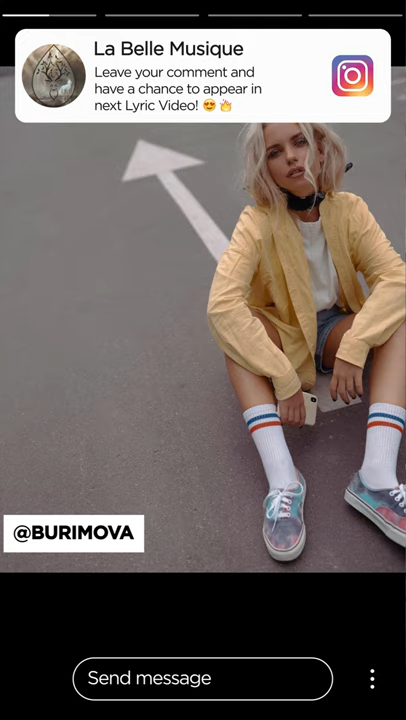 La Belle Musique
Leave your comment and
have a chance to appear in
next Lyric Video! 😍👏
@BURIMOVA
Send message